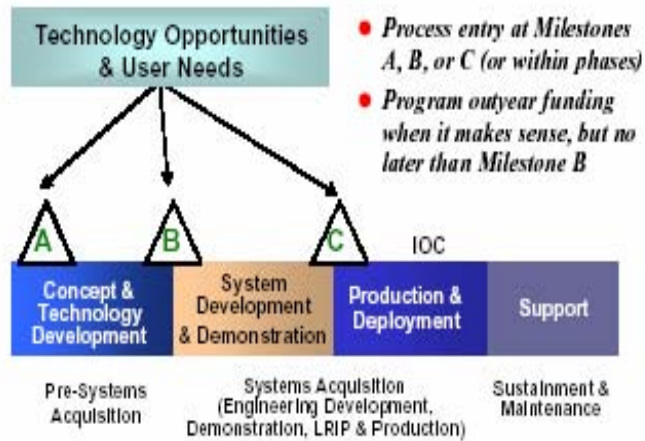 Technology Opportunities
& User Needs
● Process entry at Milestones
A, B, or C (or within phases)
● Program outyear funding
when it makes sense, but no
later than Milestone B
A
B
C
IOC
Concept &
Technology
Development
System
Development
& Demonstration
Production &
Deployment
Support
Pre-Systems
Acquisition
Systems Acquisition
(Engineering Development,
Demonstration, LRIP & Production)
Sustainment &
Maintenance